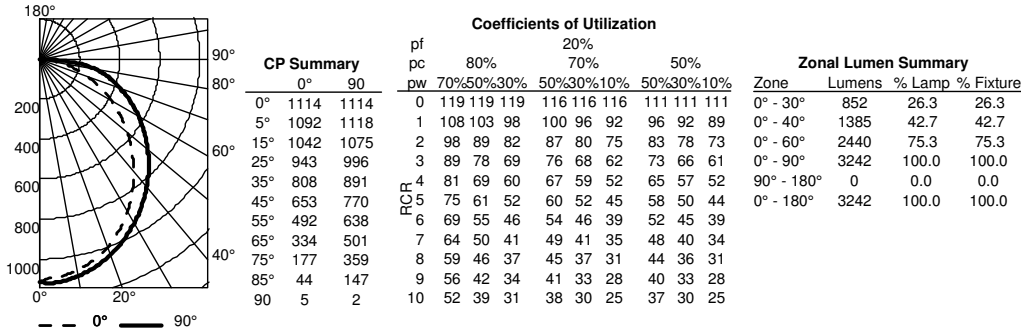 180°
90°
80°
60°
40°
20°
0°
200
400
600
800
1000
0° 90°
CP Summary
0° 90
0° 1114 1114
5° 1092 1118
15° 1042 1075
25° 943 996
35° 808 891
45° 653 770
55° 492 638
65° 334 501
75° 177 359
85° 44 147
90 5 2
Coefficients of Utilization
pf 20%
pc 80% 70% 50%
pw 70%50%30% 50%30%10% 50%30%10%
RCR
0 119 119 119 116 116 116 111 111 111
1 108 103 98 100 96 92 96 92 89
2 98 89 82 87 80 75 83 78 73
3 89 78 69 76 68 62 73 66 61
4 81 69 60 67 59 52 65 57 52
5 75 61 52 60 52 45 58 50 44
6 69 55 46 54 46 39 52 45 39
7 64 50 41 49 41 35 48 40 34
8 59 46 37 45 37 31 44 36 31
9 56 42 34 41 33 28 40 33 28
10 52 39 31 38 30 25 37 30 25
Zonal Lumen Summary
Zone Lumens % Lamp % Fixture
0° - 30° 852 26.3 26.3
0° - 40° 1385 42.7 42.7
0° - 60° 2440 75.3 75.3
0° - 90° 3242 100.0 100.0
90° - 180° 0 0.0 0.0
0° - 180° 3242 100.0 100.0